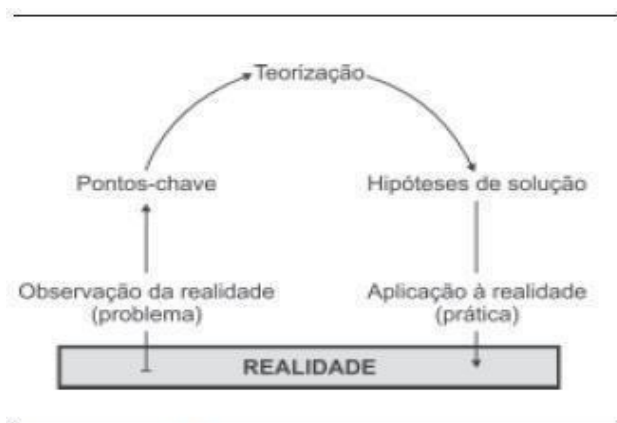 Teorização
Pontos-chave
Hipóteses de solução
Observação da realidade
(problema)
Aplicação à realidade
(prática)
REALIDADE